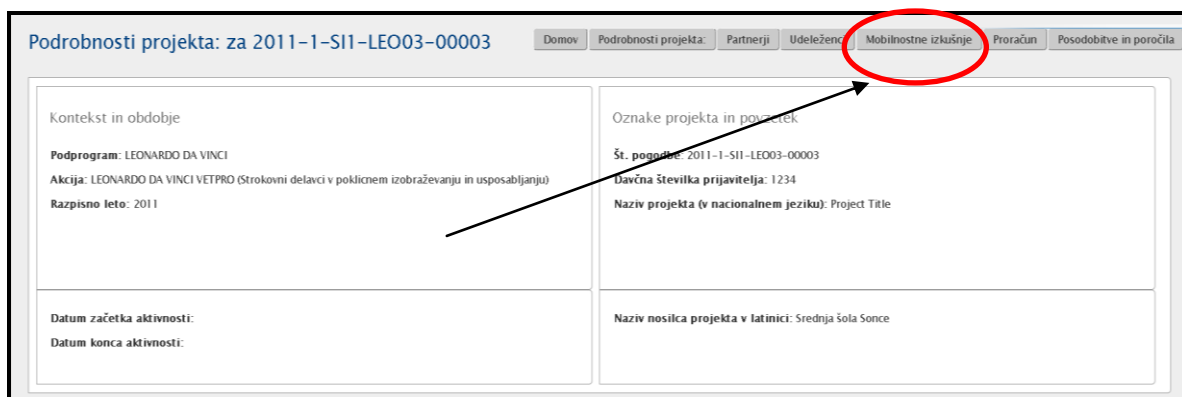 Podrobnosti projekta: za 2011-1-SI1-LEO03-00003
Domov Podrobnosti projekta: Partnerji Udeleženci Mobilnostne izkušnje Proračun Posodobitve in poročila
Kontekst in obdobje
Podprogram: LEONARDO DA VINCI
Akcija: LEONARDO DA VINCI VETPRO (Strokovni delavci v poklicnem izobraževanju in usposabljanju)
Razpisno leto: 2011
Oznake projekta in povzetek
Št. pogodbe: 2011-1-SI1-LEO03-00003
Davčna številka prijavitelja: 1234
Naziv projekta (v nacionalnem jeziku): Project Title
Datum začetka aktivnosti:
Datum konca aktivnosti:
Naziv nosilca projekta v latinici: Srednja šola Sonce